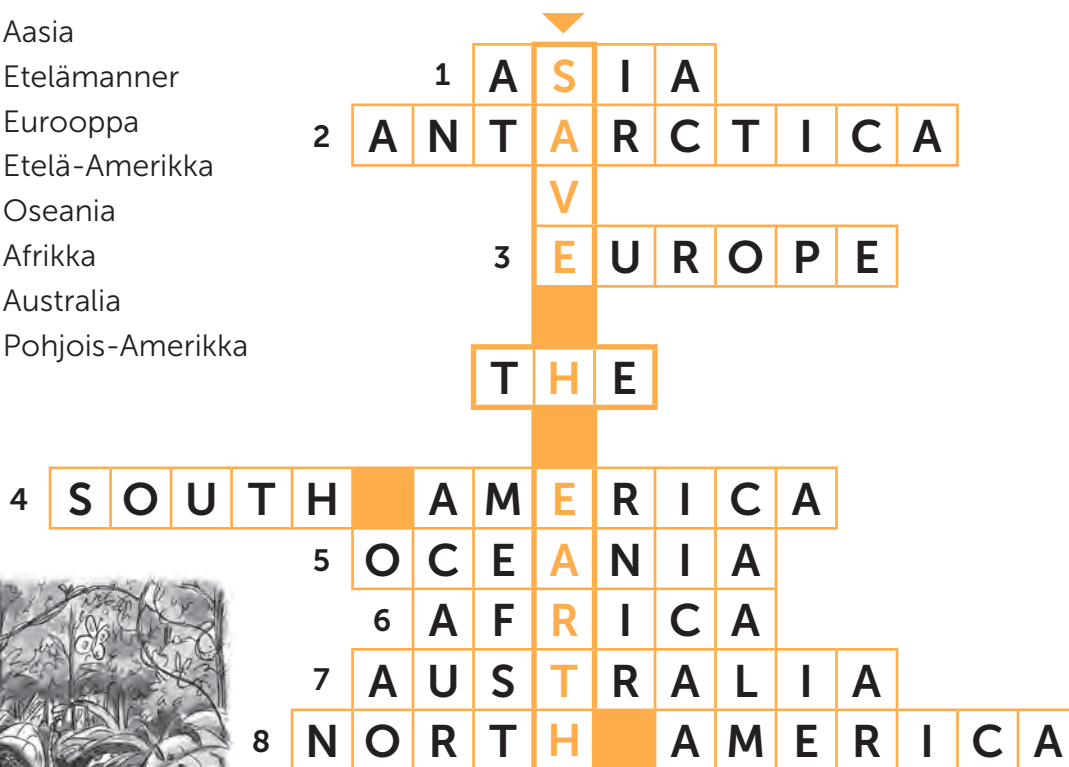 Aasia
Etelämanner
Eurooppa
Etelä-Amerikka
Oseania
Afrikka
Australia
Pohjois-Amerikka
1 ASIA
2 ANTARCTICA
V
3 EUROPE
THE
4 SOUTH AMERICA
5 OCEANIA
6 AFRICA
7 AUSTRALIA
8 NORTH AMERICA